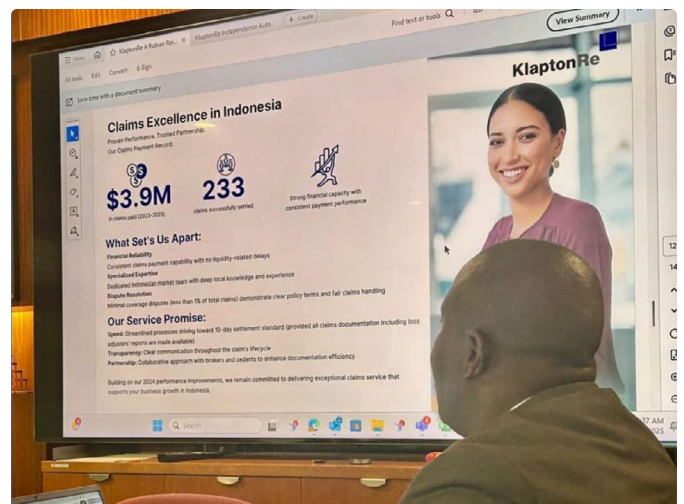 Find text or tools
+ Create
View Summary
KlaptonRe A Robust Rei...
KlaptonRe Independence Auto...
All tools Edit Convert E-Sign
Save time with a document summary
KlaptonRe
Claims Excellence in Indonesia
Proven Performance. Trusted Partnership.
Our Claims Payment Record:
$3.9M
in claims paid (2023-2025)
233
claims successfully settled
Strong financial capacity with
consistent payment performance
What Set's Us Apart:
Financial Reliability
Consistent claims payment capability with no liquidity-related delays
Specialized Expertise
Dedicated Indonesian market team with deep local knowledge and experience
Dispute Resolution
Minimal coverage disputes (less than 1% of total claims) demonstrate clear policy terms and fair claims handling
Our Service Promise:
Speed: Streamlined processes driving toward 10-day settlement standard (provided all claims documentation including loss
adjusters' reports are made available)
Transparency: Clear communication throughout the claim's lifecycle
Partnership: Collaborative approach with brokers and cedants to enhance documentation efficiency
Building on our 2024 performance improvements, we remain committed to delivering exceptional claims service that
supports your business growth in Indonesia.
12
14
Search